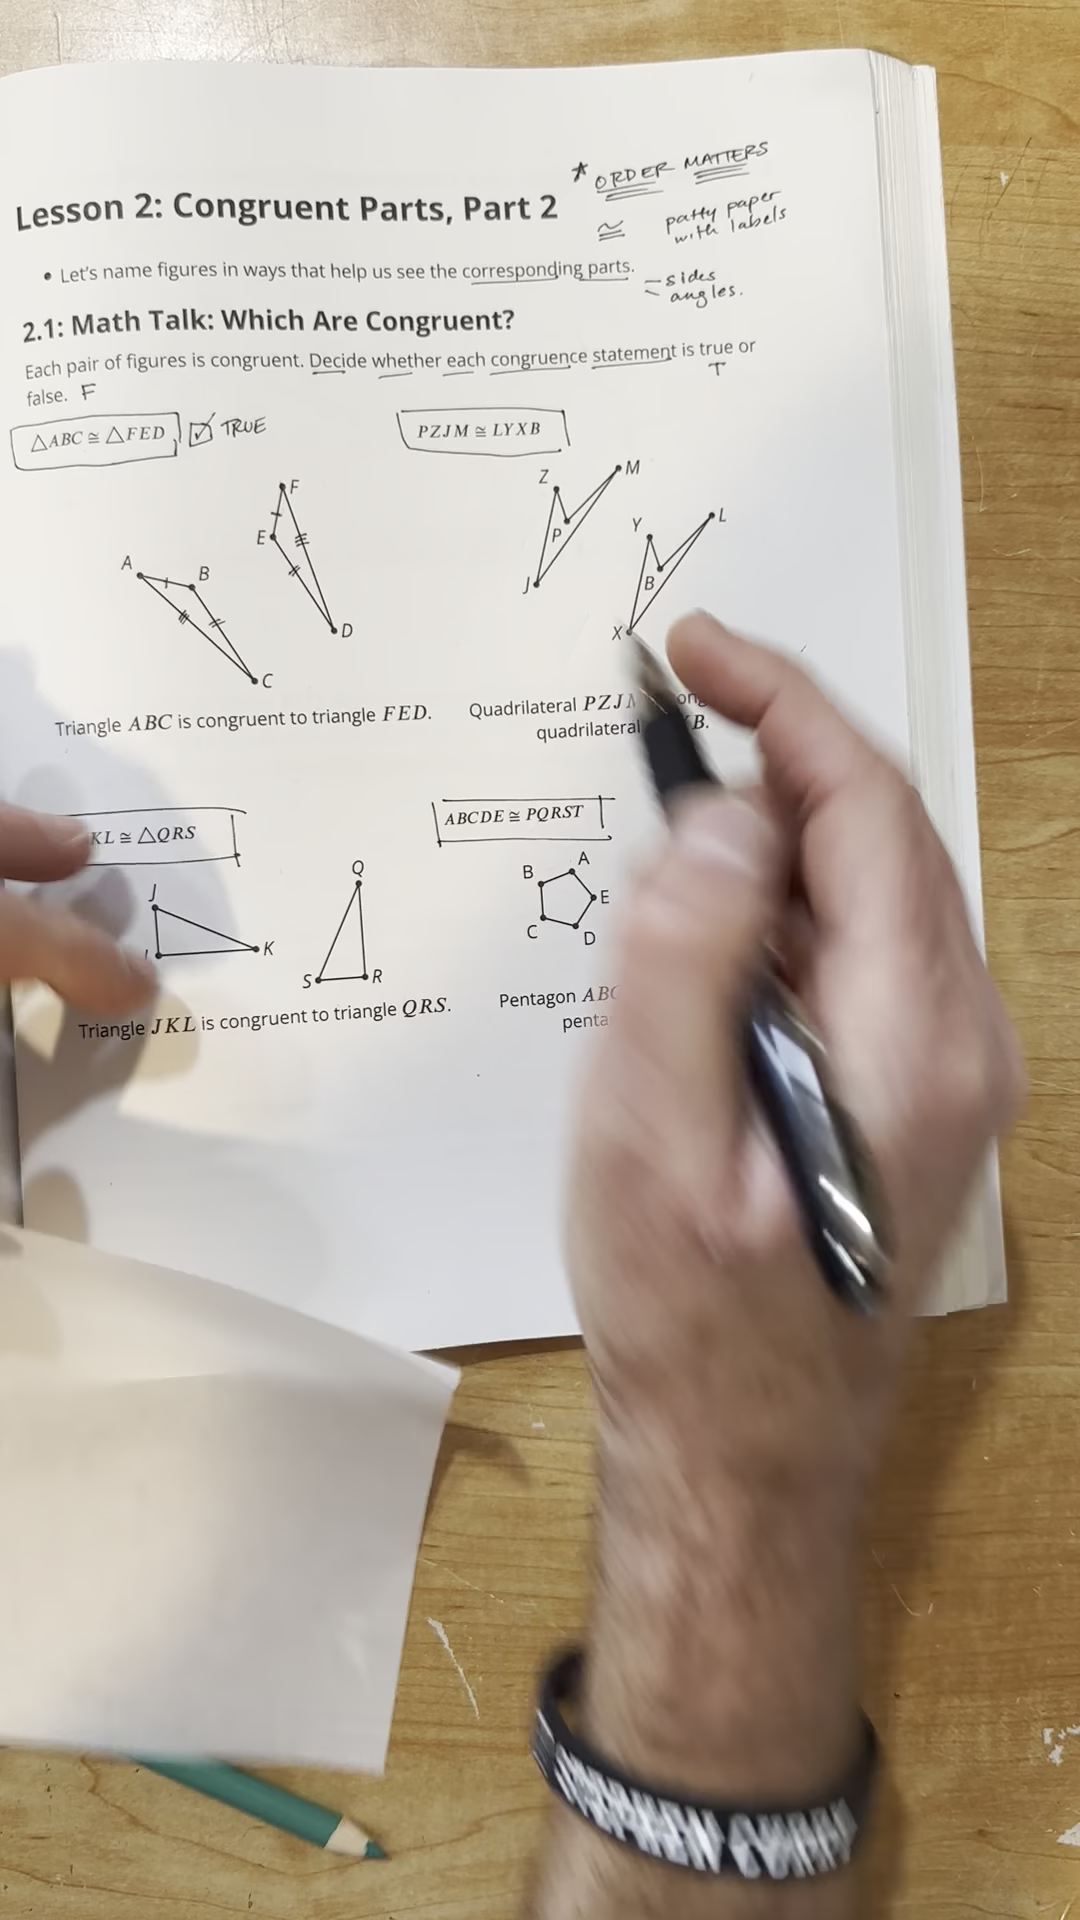 * ORDER MATTERS
Lesson 2: Congruent Parts, Part 2
≅ patty paper
with labels
• Let's name figures in ways that help us see the corresponding parts.
- sides
- angles.
2.1: Math Talk: Which Are Congruent?
Each pair of figures is congruent. Decide whether each congruence statement is true or
T
false. F
△ABC ≅ △FED ☑ TRUE
PZJM ≅ LYXB
A
B
C
F
E
D
Z
M
P
J
Y
L
B
X
Triangle ABC is congruent to triangle FED.
Quadrilateral PZJM
quadrilateral B.
KL ≅ △QRS
ABCDE ≅ PQRST
J
K
Q
S
R
B
A
E
C
D
Triangle JKL is congruent to triangle QRS.
Pentagon ABC
penta